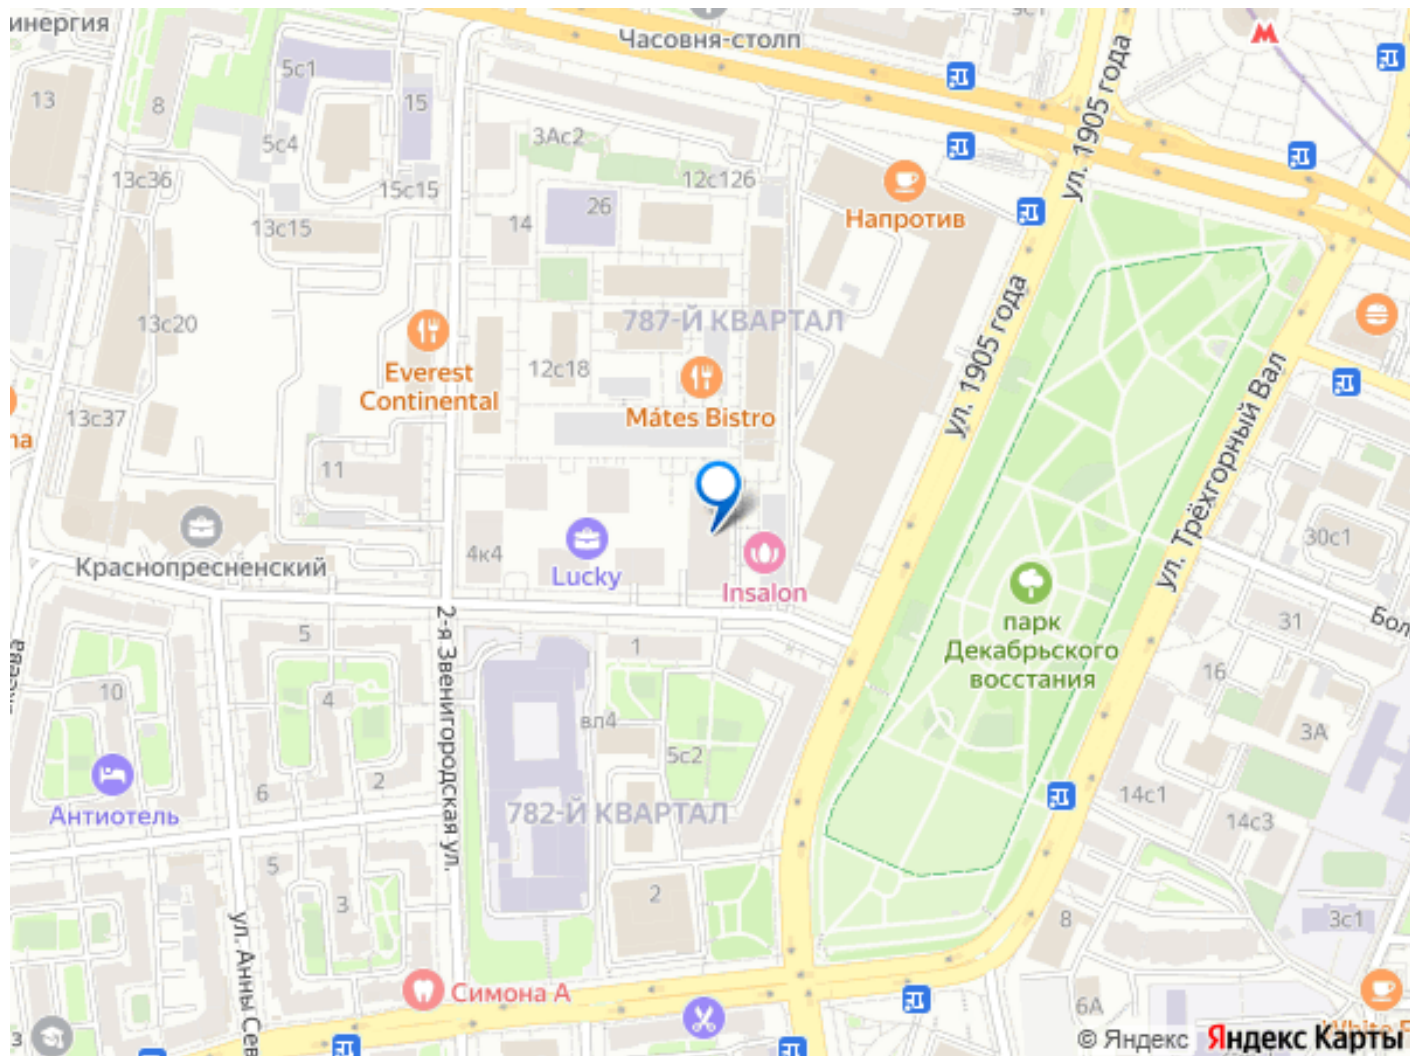 инергия
Часовня-столп
5с1
13
8
15
5с4
3Ас2
12с126
13с36
15с15
Напротив
26
14
13с15
ул. 1905 года
787-Й КВАРТАЛ
13с20
Everest
Continental
12с18
Mátes Bistro
ул. 1905 года
ул. Трёхгорный Вал
13с37
11
30с1
Краснопресненский
4к4
Lucky
Insalon
парк
Декабрьского
восстания
31
5
1
2-я Звенигородская ул.
16
10
4
вл4
3А
5с2
6
2
Антиотель
782-Й КВАРТАЛ
14с1
14с3
5
3
2
8
3с1
ул. Анны Сев
Симона А
6А
3
© Яндекс Яндекс Карты